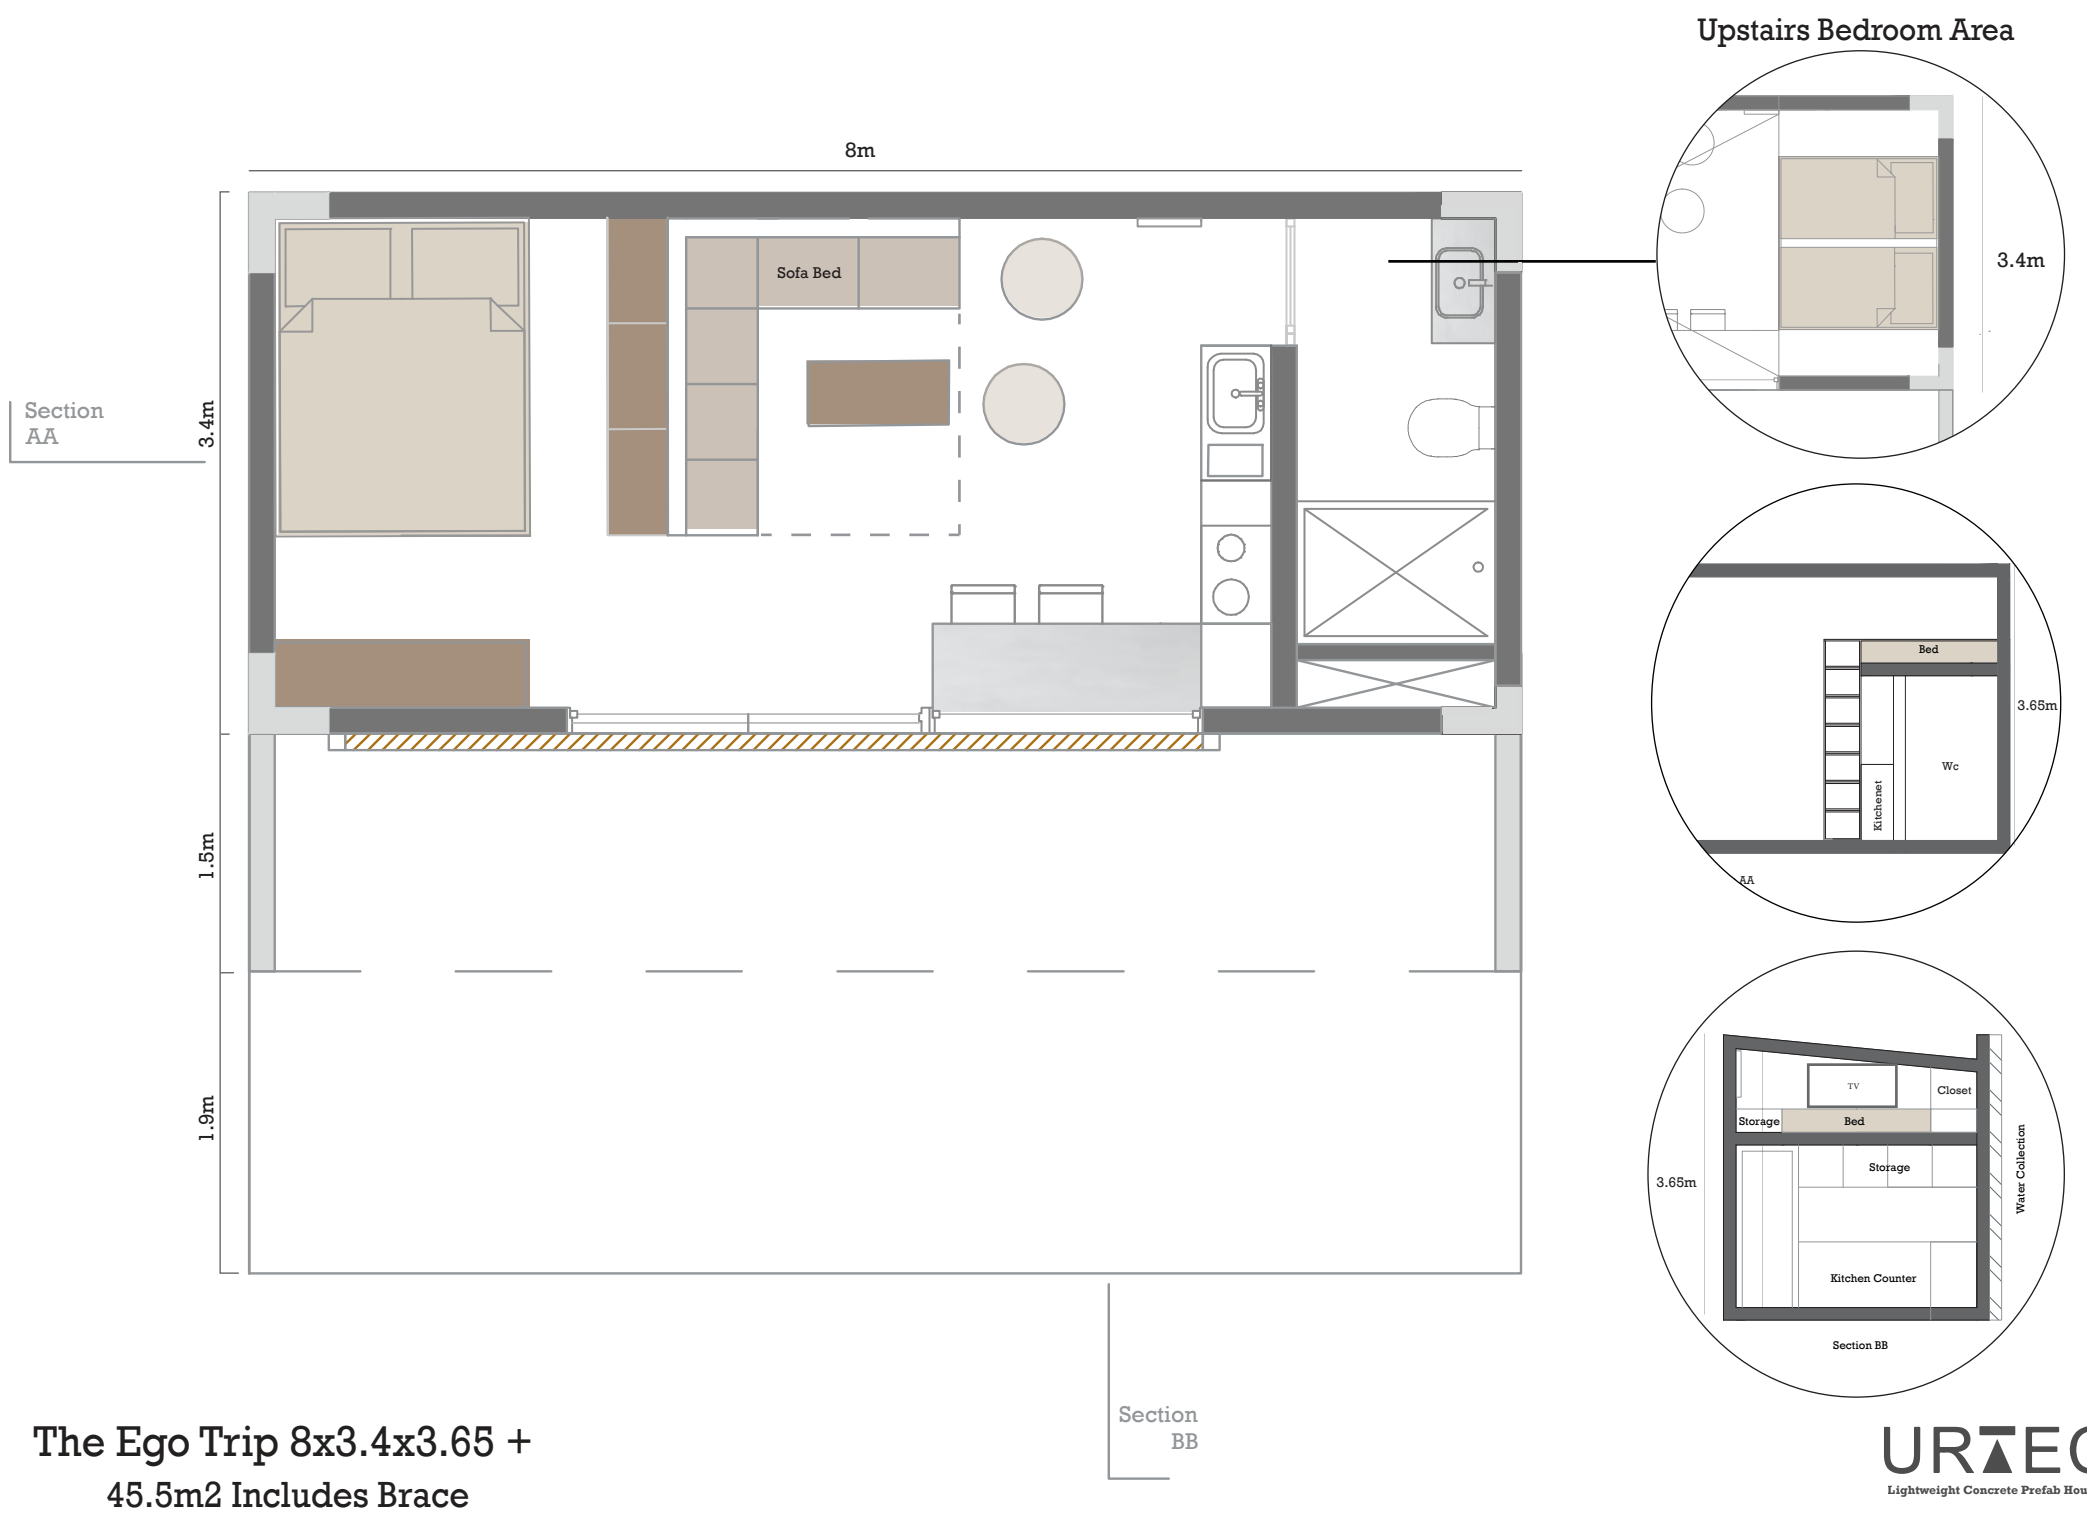 Upstairs Bedroom Area
8m
3.4m
Sofa Bed
3.4m
Section
AA
Bed
3.65m
Wc
Kitchenet
AA
1.5m
1.9m
TV
Closet
Storage
Bed
Storage
3.65m
Water Collection
Kitchen Counter
Section BB
Section
BB
The Ego Trip 8x3.4x3.65 +
45.5m2 Includes Brace
Lightweight Concrete Prefab